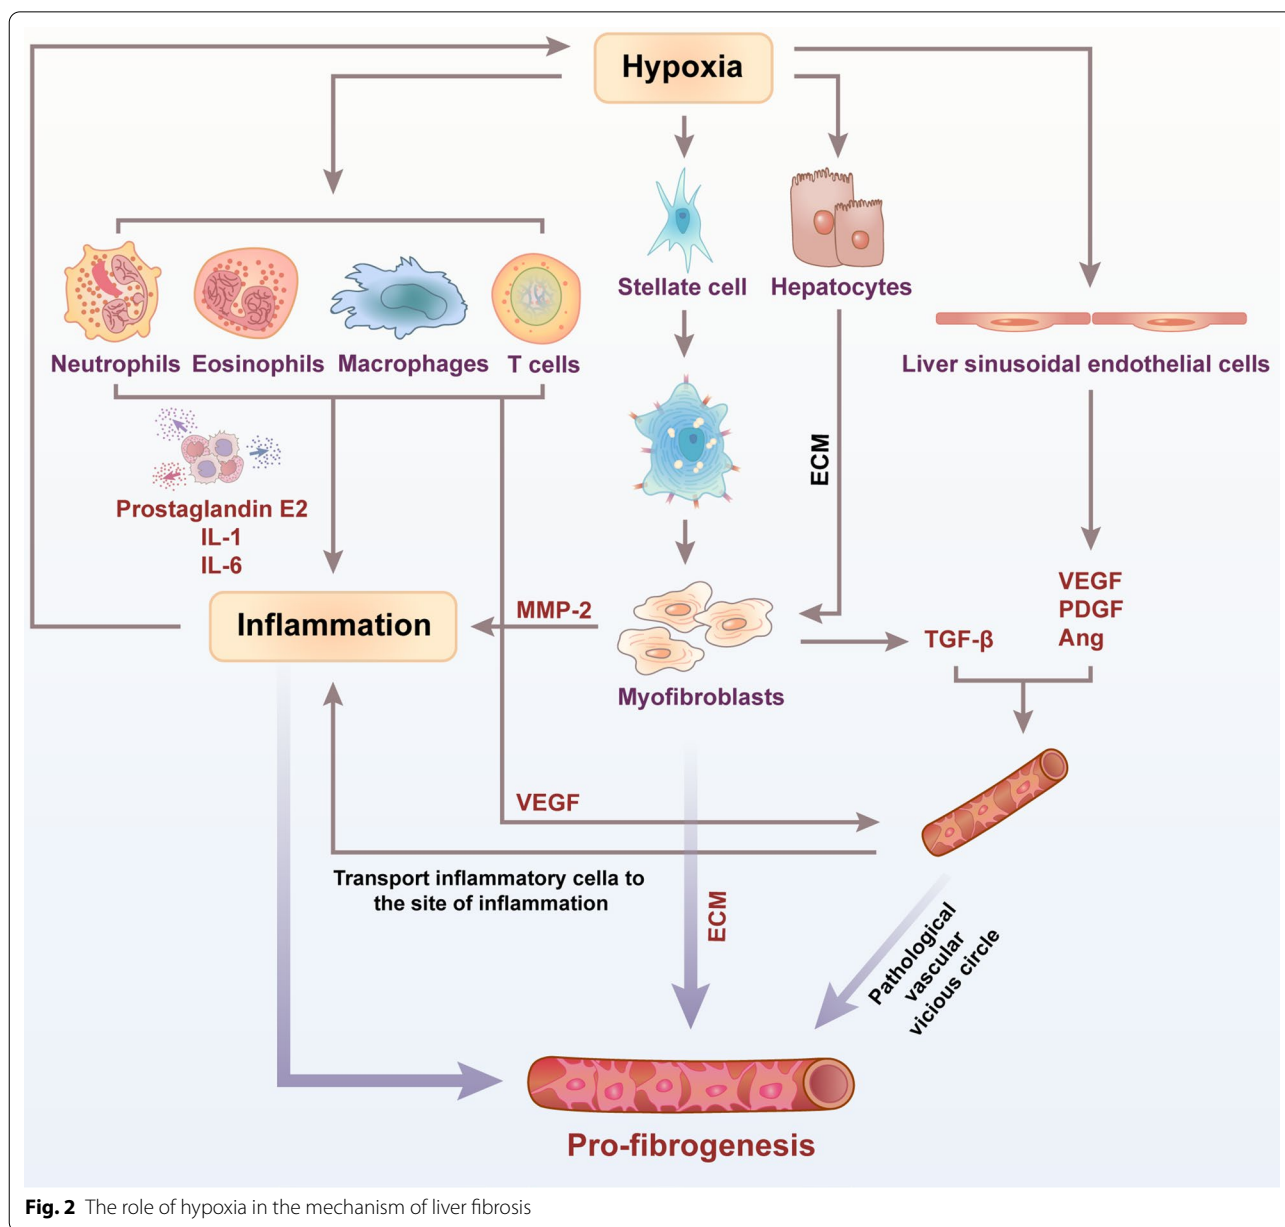 Hypoxia
Stellate cell
Hepatocytes
Neutrophils
Eosinophils
Macrophages
T cells
Liver sinusoidal endothelial cells
ECM
Prostaglandin E2
IL-1
IL-6
VEGF
PDGF
Ang
Inflammation
MMP-2
TGF-β
Myofibroblasts
VEGF
Transport inflammatory cella to
the site of inflammation
ECM
Pathological
vascular
vicious circle
Pro-fibrogenesis
Fig. 2 The role of hypoxia in the mechanism of liver fibrosis